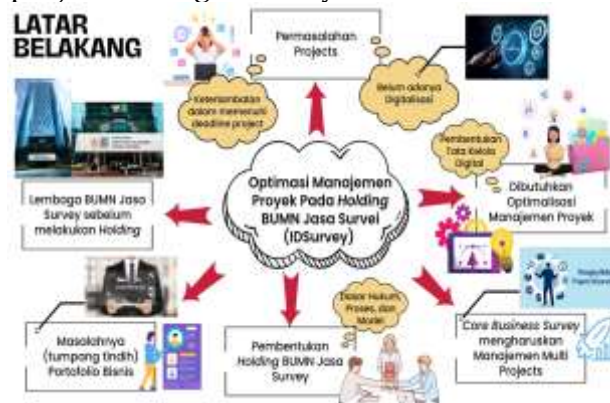 LATAR
BELAKANG
Permasalahan
Projects
Keterlambatan
dalam memenuhi
deadline project
Belum adanya
Digitalisasi
Pembentukan
Tata Kelola
Digital
Dibutuhkan
Optimalisasi
Manajemen Proyek
Optimasi Manajemen
Proyek Pada Holding
BUMN Jasa Survei
(IDSurvey)
Lembaga BUMN Jasa
Survey sebelum
melakukan Holding
Masalahnya
(tumpang tindih)
Portofolio Bisnis
Pembentukan
Holding BUMN Jasa
Survey
Dasar Hukum,
Proses, dan
Model
Core Business Survey
mengharuskan
Manajemen Multi
Projects